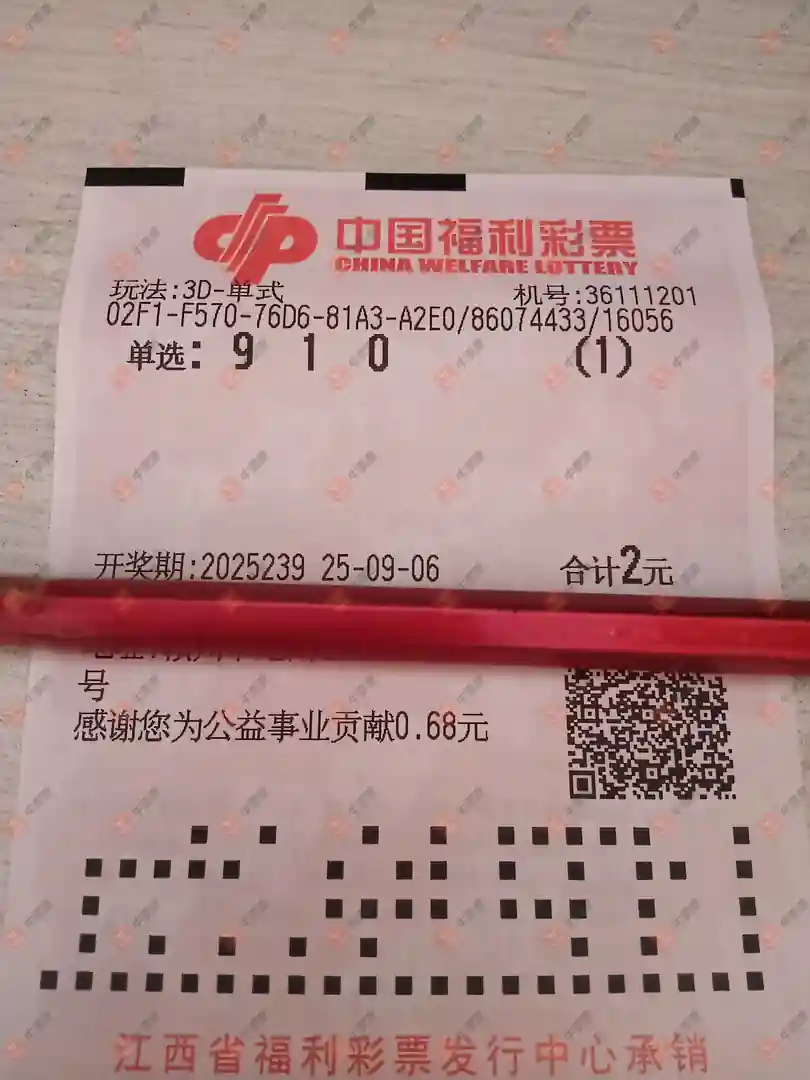 中国福利彩票
CHINA WELFARE LOTTERY
玩法:3D-单式 机号:36111201
02F1-F570-76D6-81A3-A2E0/86074433/16056
单选: 9 1 0 (1)
开奖期:2025239 25-09-06 合计2元
号
感谢您为公益事业贡献0.68元
江西省福利彩票发行中心承销